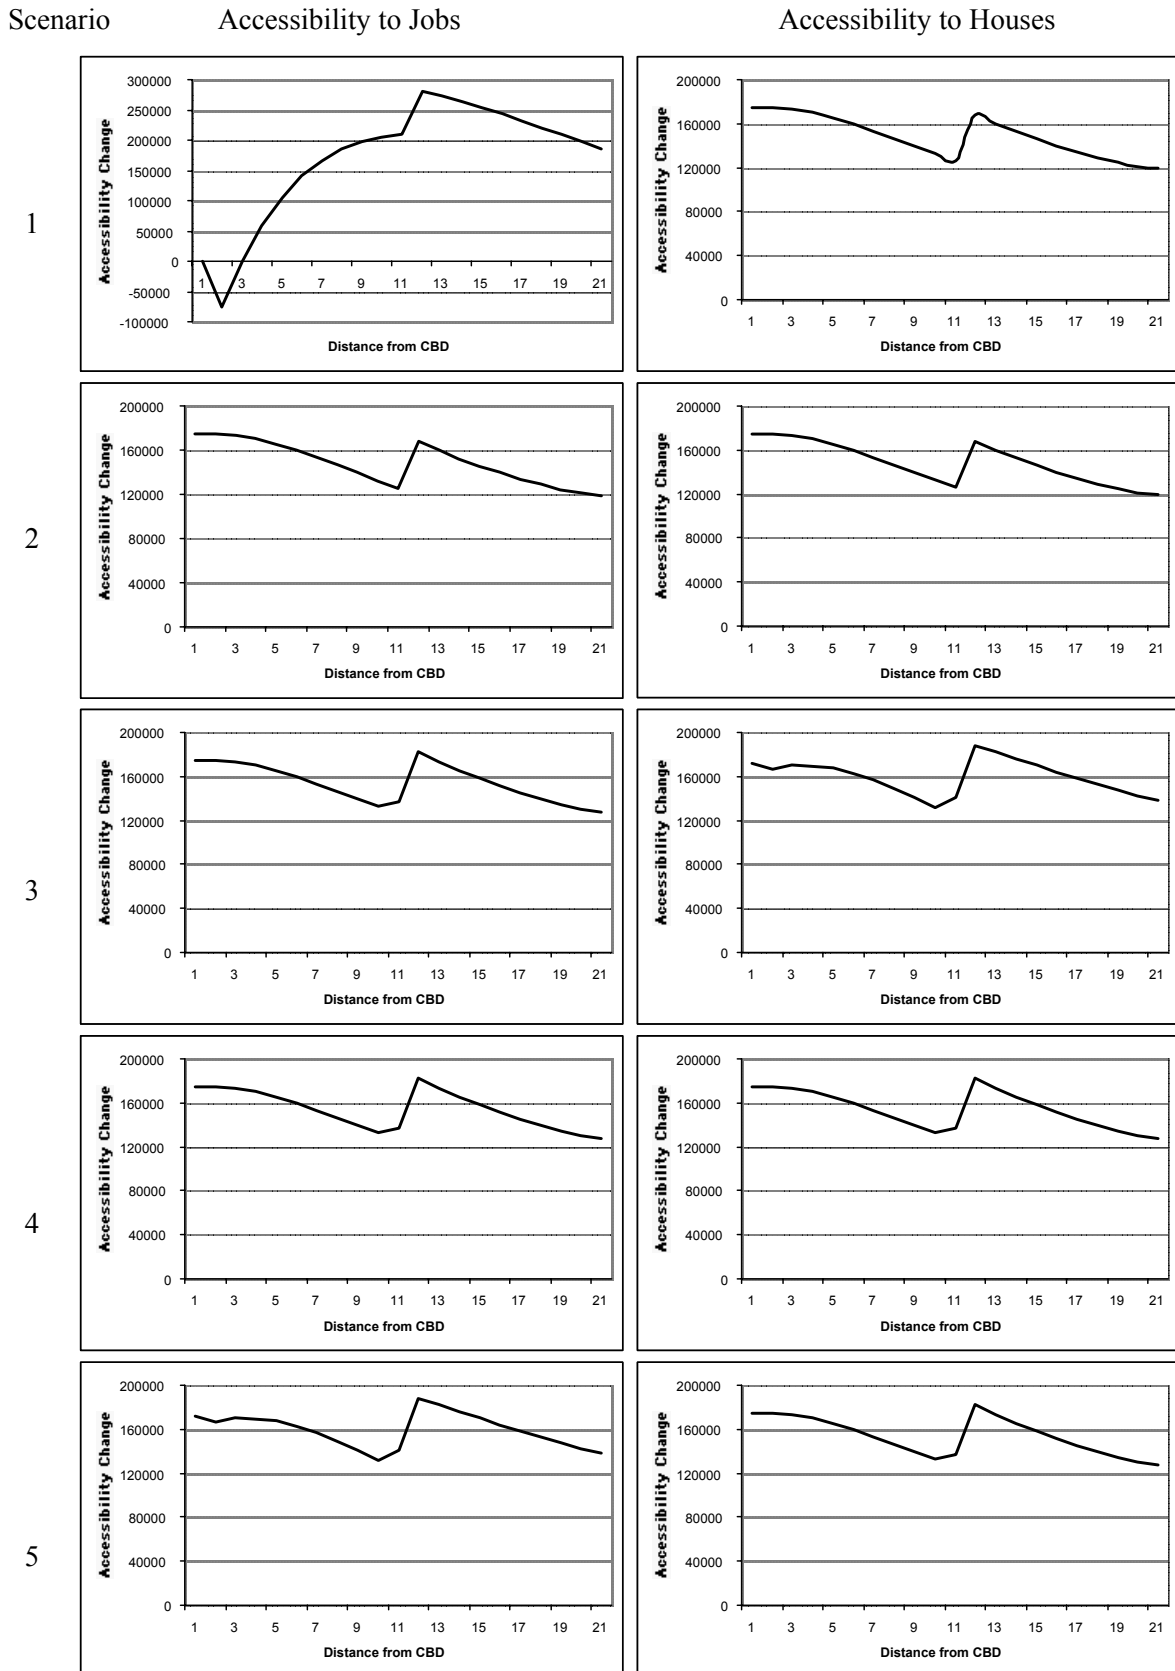 Scenario Accessibility to Jobs Accessibility to Houses
1
Accessibility Change
300000
250000
200000
150000
100000
50000
0
-50000
-100000
1 3 5 7 9 11 13 15 17 19 21
Distance from CBD
Accessibility Change
200000
160000
120000
80000
40000
0
1 3 5 7 9 11 13 15 17 19 21
Distance from CBD
2
Accessibility Change
200000
160000
120000
80000
40000
0
1 3 5 7 9 11 13 15 17 19 21
Distance from CBD
Accessibility Change
200000
160000
120000
80000
40000
0
1 3 5 7 9 11 13 15 17 19 21
Distance from CBD
3
Accessibility Change
200000
160000
120000
80000
40000
0
1 3 5 7 9 11 13 15 17 19 21
Distance from CBD
Accessibility Change
200000
160000
120000
80000
40000
0
1 3 5 7 9 11 13 15 17 19 21
Distance from CBD
4
Accessibility Change
200000
160000
120000
80000
40000
0
1 3 5 7 9 11 13 15 17 19 21
Distance from CBD
Accessibility Change
200000
160000
120000
80000
40000
0
1 3 5 7 9 11 13 15 17 19 21
Distance from CBD
5
Accessibility Change
200000
160000
120000
80000
40000
0
1 3 5 7 9 11 13 15 17 19 21
Distance from CBD
Accessibility Change
200000
160000
120000
80000
40000
0
1 3 5 7 9 11 13 15 17 19 21
Distance from CBD